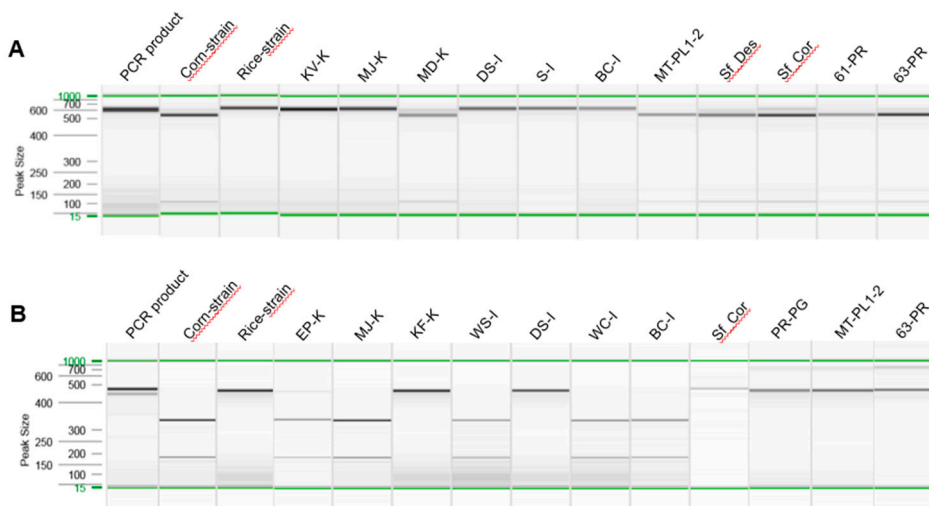 A
PCR product
Corn-strain
Rice-strain
KV-K
MJ-K
MD-K
DS-I
S-I
BC-I
MT-PL1-2
Sf_Des
Sf_Cor
61-PR
63-PR
Peak Size
1000
700
600
500
400
300
250
200
150
100
15
B
PCR product
Corn-strain
Rice-strain
EP-K
MJ-K
KF-K
WS-I
DS-I
WC-I
BC-I
Sf_Cor
PR-PG
MT-PL1-2
63-PR
Peak Size
1000
700
600
500
400
300
250
200
150
100
15